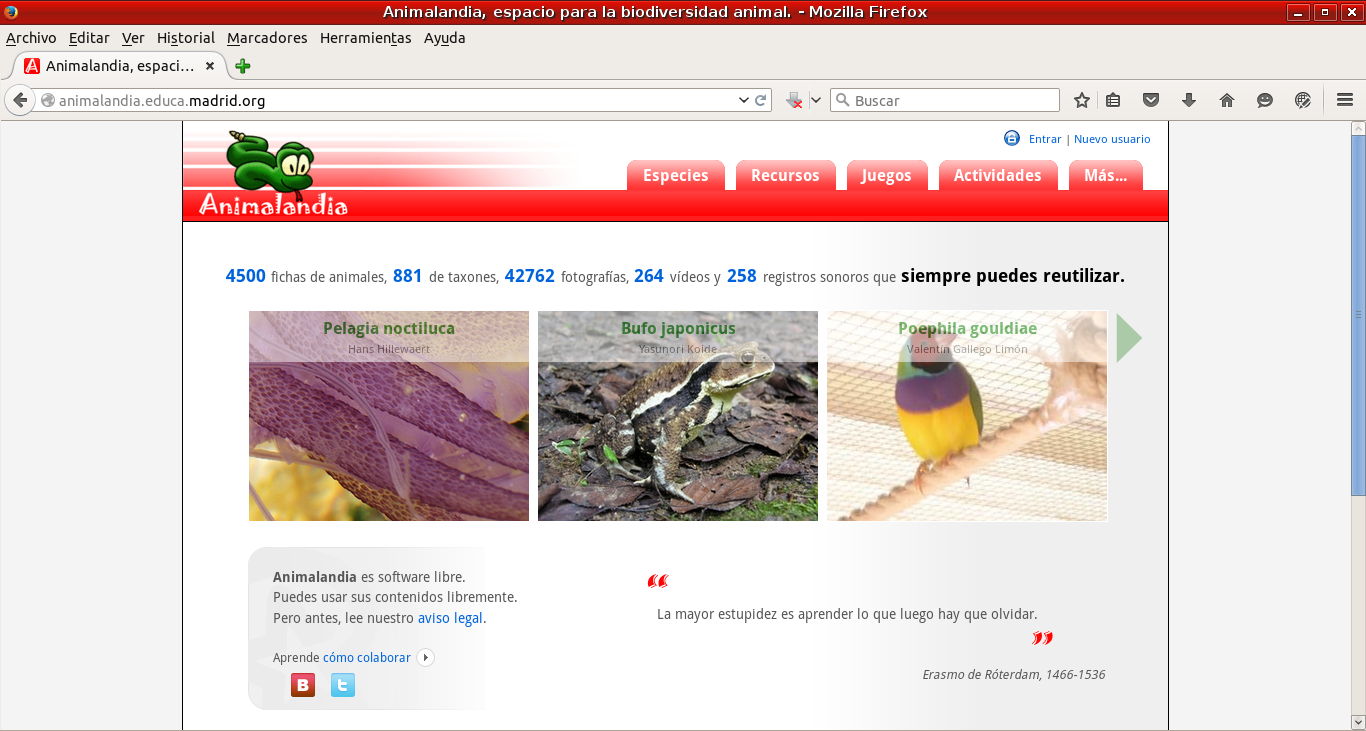 Animalandia, espacio para la biodiversidad animal. - Mozilla Firefox
Archivo Editar Ver Historial Marcadores Herramientas Ayuda
Animalandia, espaci...
animalandia.educa.madrid.org
Buscar
Entrar | Nuevo usuario
Especies Recursos Juegos Actividades Más...
Animalandia
4500 fichas de animales, 881 de taxones, 42762 fotografías, 264 vídeos y 258 registros sonoros que siempre puedes reutilizar.
Pelagia noctiluca
Hans Hillewaert
Bufo japonicus
Yasunori Koide
Poephila gouldiae
Valentín Gallego Limón
Animalandia es software libre.
Puedes usar sus contenidos libremente.
Pero antes, lee nuestro aviso legal.
Aprende cómo colaborar
B t
“
La mayor estupidez es aprender lo que luego hay que olvidar.
”
Erasmo de Róterdam, 1466-1536